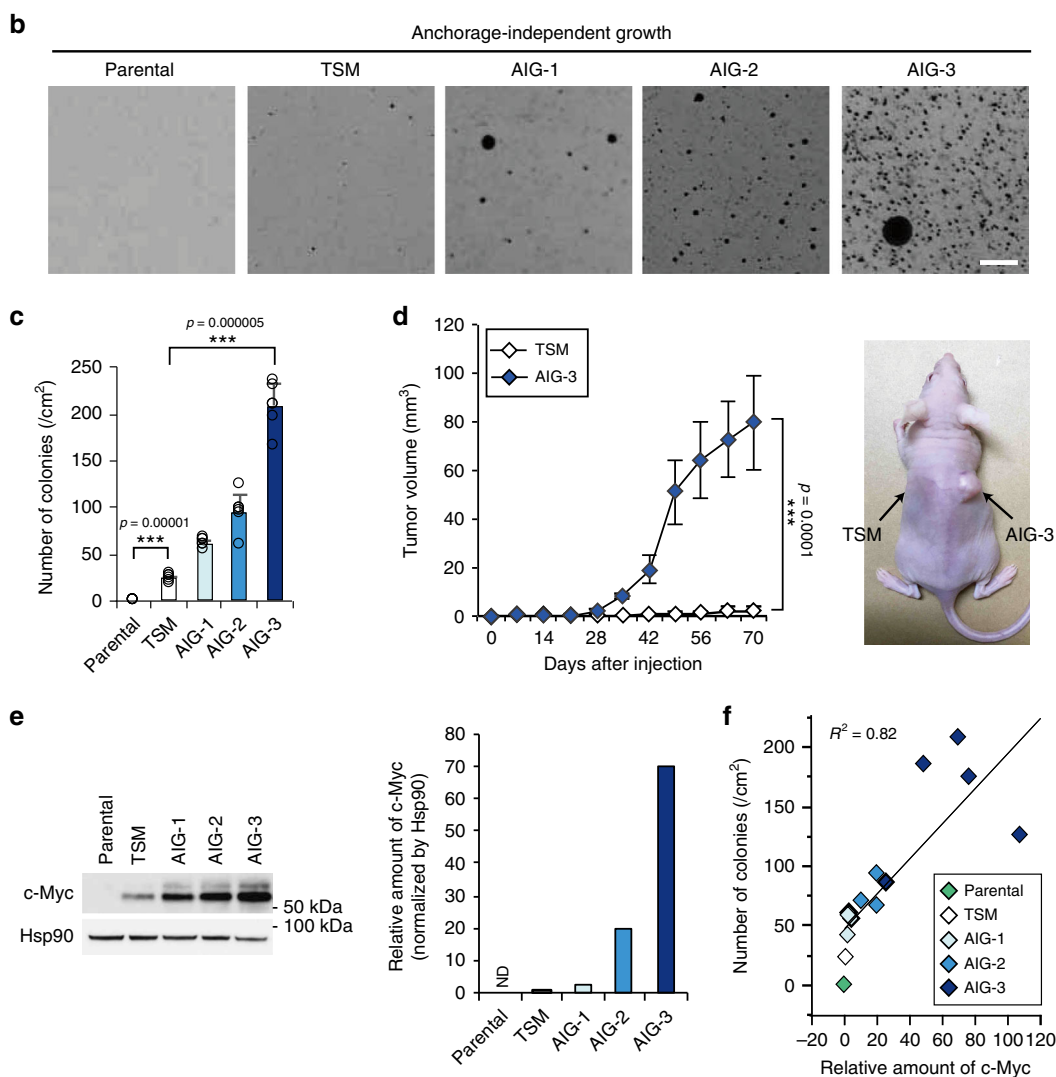 b
Anchorage-independent growth
Parental TSM AIG-1 AIG-2 AIG-3
c
p = 0.000005
***
Number of colonies (/cm²)
250
200
150
100
50
0
p = 0.00001
***
Parental
TSM
AIG-1
AIG-2
AIG-3
d
Tumor volume (mm³)
120
100
80
60
40
20
0
TSM
AIG-3
p = 0.0001
***
0 14 28 42 56 70
Days after injection
TSM
AIG-3
e
Parental
TSM
AIG-1
AIG-2
AIG-3
c-Myc
- 50 kDa
- 100 kDa
Hsp90
Relative amount of c-Myc
(normalized by Hsp90)
80
70
60
50
40
30
20
10
0
ND
Parental
TSM
AIG-1
AIG-2
AIG-3
f
R² = 0.82
Number of colonies (/cm²)
200
150
100
50
0
Parental
TSM
AIG-1
AIG-2
AIG-3
–20 0 20 40 60 80 100 120
Relative amount of c-Myc